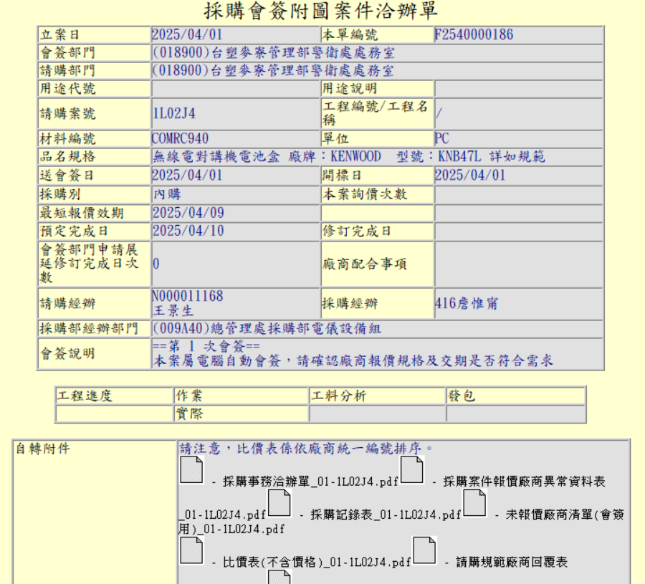 採購會簽附圖案件洽辦單
立案日 2025/04/01 本單編號 F2540000186
會簽部門 (018900)台塑麥寮管理部警衛處處務室
請購部門 (018900)台塑麥寮管理部警衛處處務室
用途代號 用途說明
請購案號 1L02J4 工程編號/工程名稱 /
材料編號 COMRC940 單位 PC
品名規格 無線電對講機電池盒 廠牌：KENWOOD 型號：KNB47L 詳如規範
送會簽日 2025/04/01 開標日 2025/04/01
採購別 內購 本案詢價次數
最短報價效期 2025/04/09
預定完成日 2025/04/10 修訂完成日
會簽部門申請展延修訂完成日次數 0 廠商配合事項
請購經辦 N000011168 王景生 採購經辦 416詹惟甯
採購部經辦部門 (009A40)總管理處採購部電儀設備組
會簽說明 ==第 1 次會簽==
本案屬電腦自動會簽，請確認廠商報價規格及交期是否符合需求
工程進度 作業 工料分析 發包
實際
自轉附件 請注意，比價表係依廠商統一編號排序。
- 採購事務洽辦單_01-1L02J4.pdf - 採購案件報價廠商異常資料表
_01-1L02J4.pdf - 採購記錄表_01-1L02J4.pdf - 未報價廠商清單(會簽
用)_01-1L02J4.pdf
- 比價表(不含價格)_01-1L02J4.pdf - 請購規範廠商回覆表